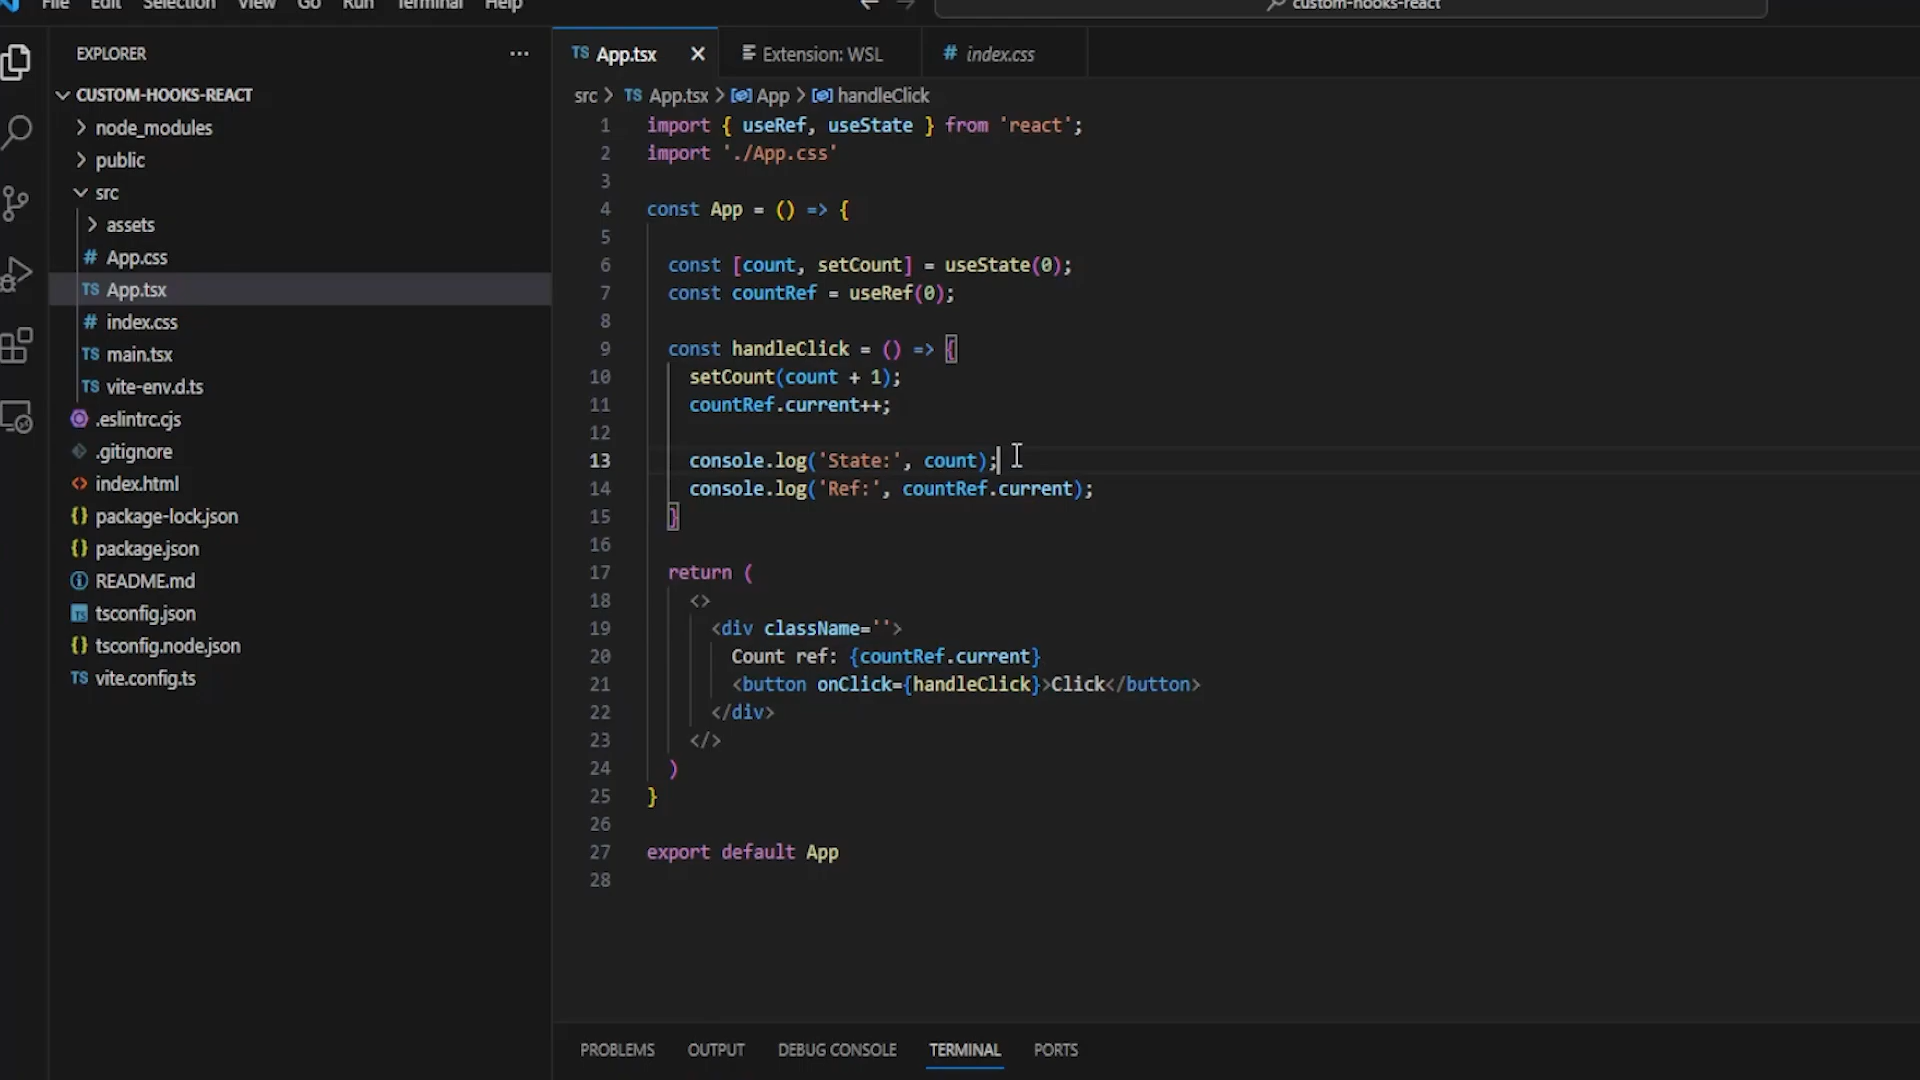 File Edit Selection View Go Run Terminal Help
custom-hooks-react
EXPLORER
CUSTOM-HOOKS-REACT
node_modules
public
src
assets
# App.css
TS App.tsx
# index.css
TS main.tsx
TS vite-env.d.ts
.eslintrc.cjs
.gitignore
<> index.html
{} package-lock.json
{} package.json
README.md
TS tsconfig.json
{} tsconfig.node.json
TS vite.config.ts
TS App.tsx
Extension: WSL
# index.css
src > TS App.tsx > App > handleClick
1 import { useRef, useState } from 'react';
2 import './App.css'
3
4 const App = () => {
5
6 const [count, setCount] = useState(0);
7 const countRef = useRef(0);
8
9 const handleClick = () => {
10 setCount(count + 1);
11 countRef.current++;
12
13 console.log('State:', count);
14 console.log('Ref:', countRef.current);
15 }
16
17 return (
18 <>
19 <div className=''>
20 Count ref: {countRef.current}
21 <button onClick={handleClick}>Click</button>
22 </div>
23 </>
24 )
25 }
26
27 export default App
28
PROBLEMS OUTPUT DEBUG CONSOLE TERMINAL PORTS